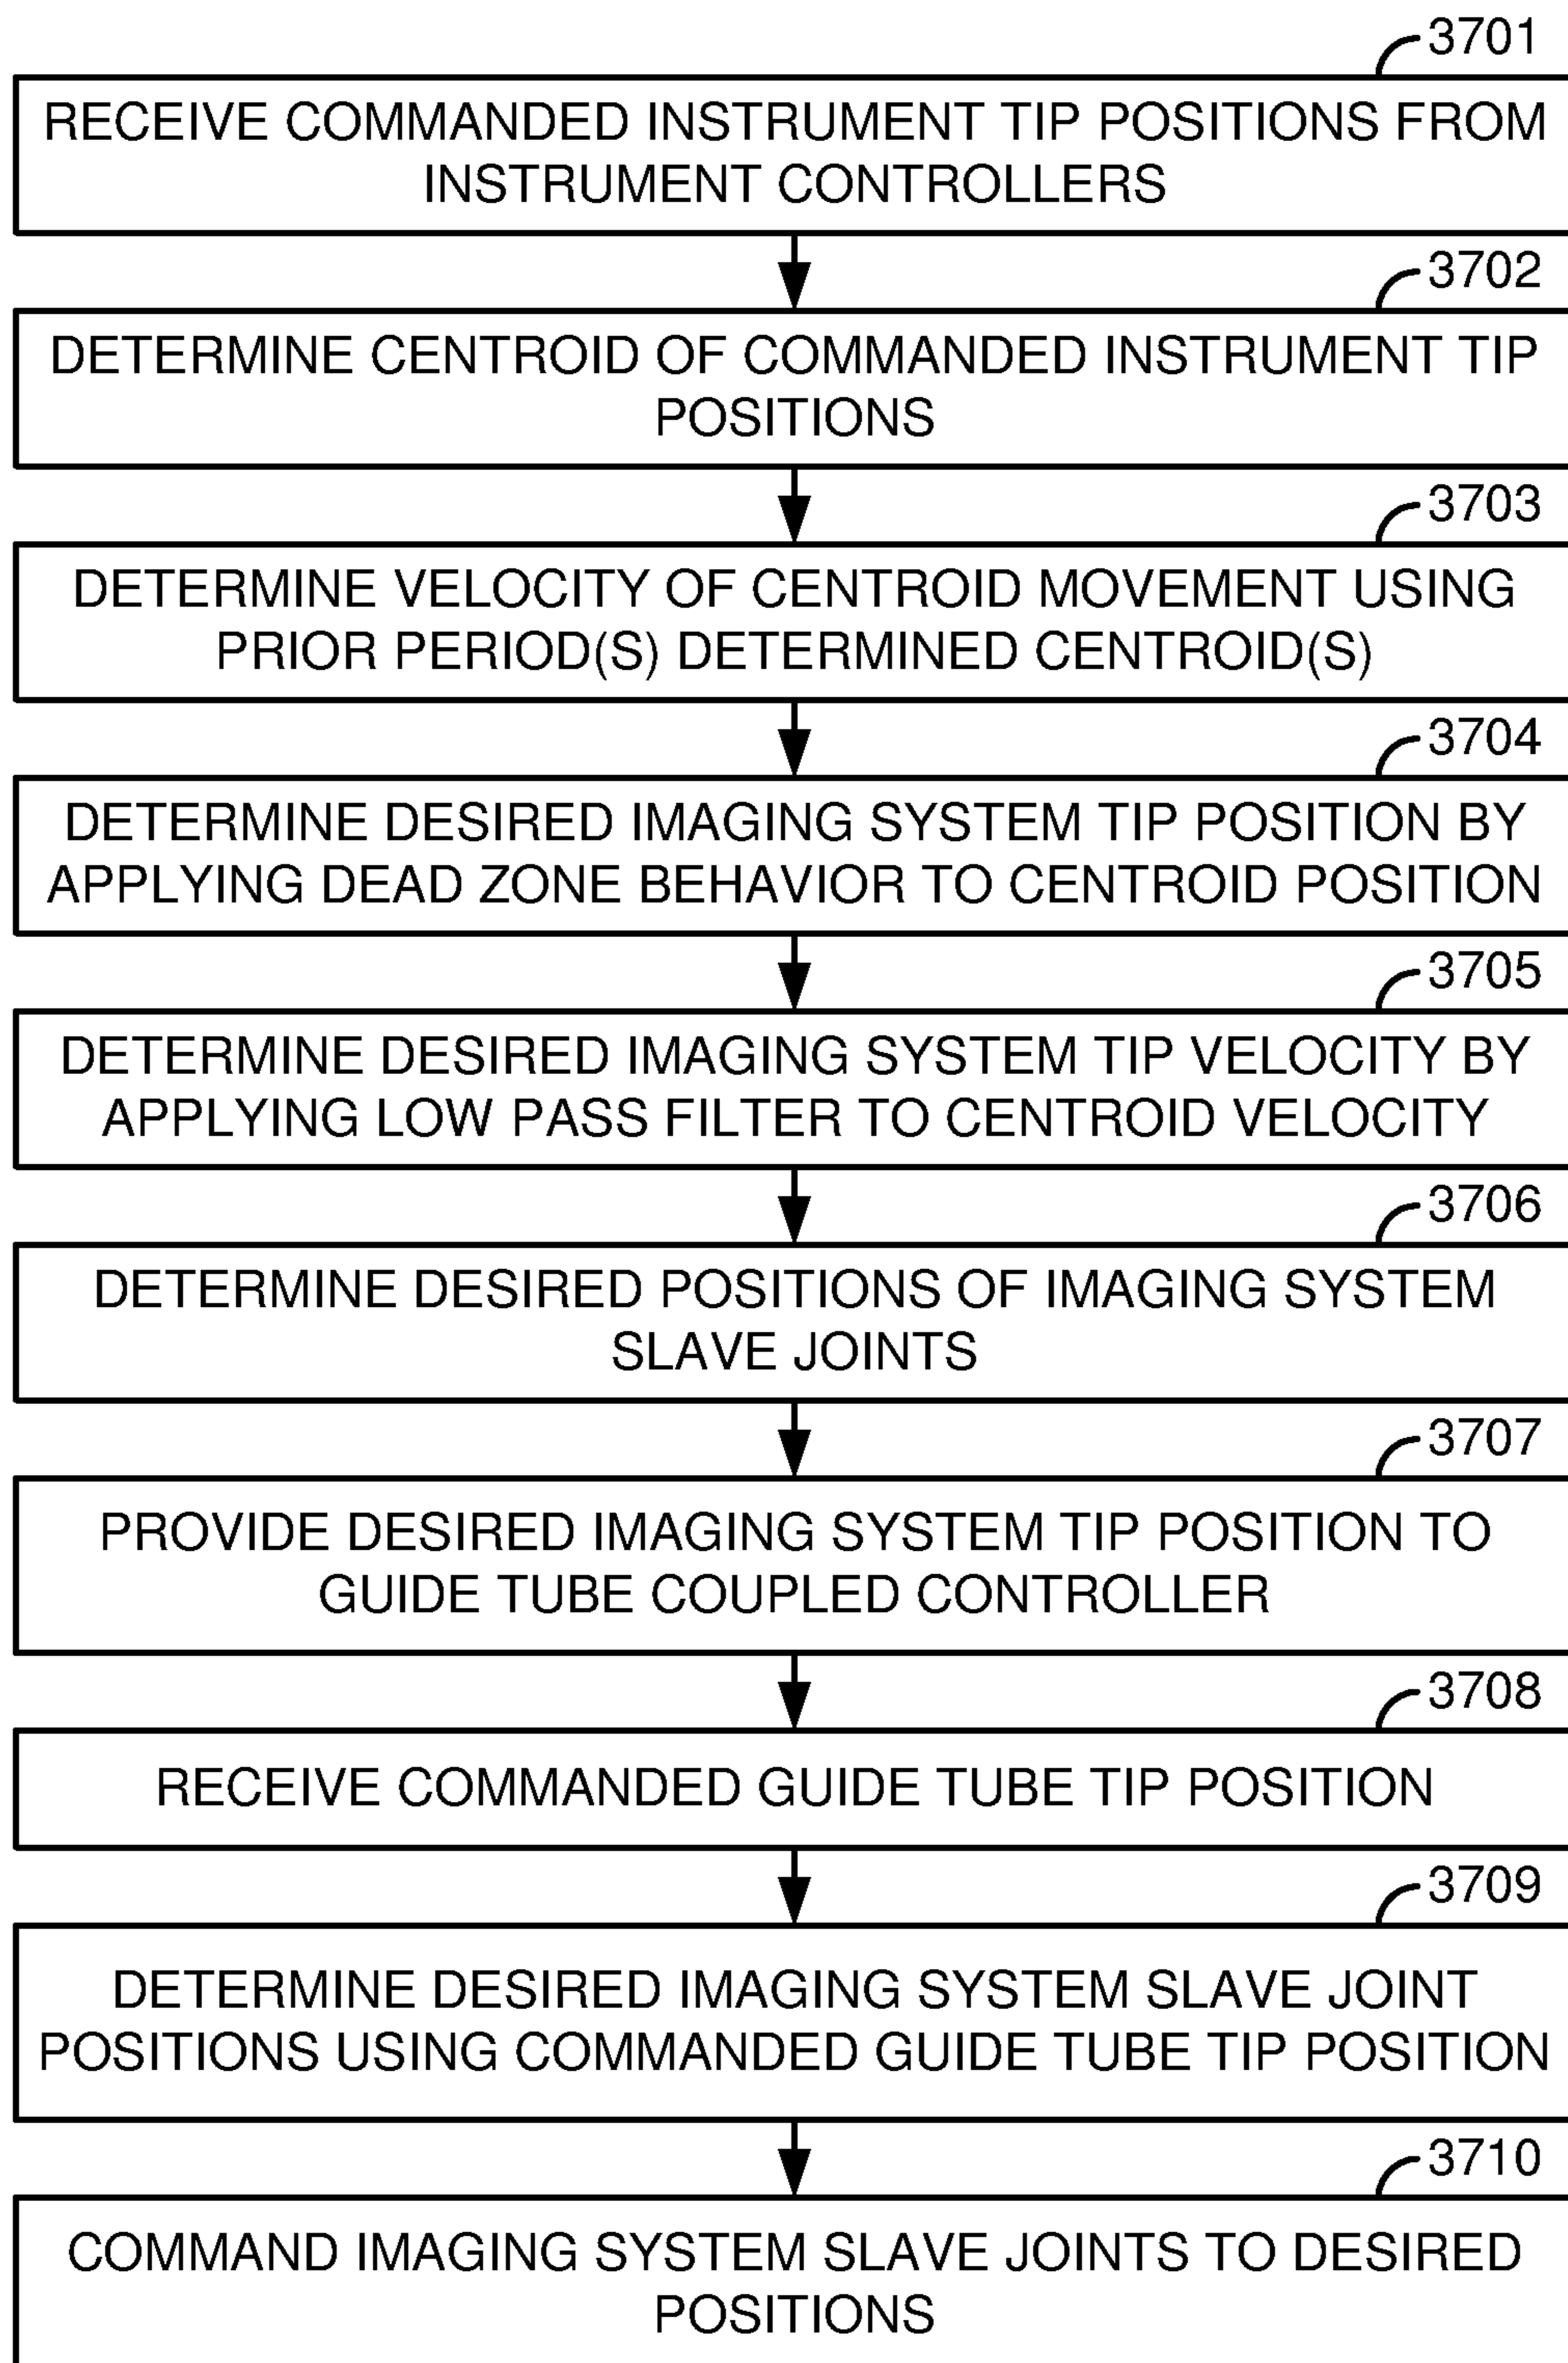 3701
RECEIVE COMMANDED INSTRUMENT TIP POSITIONS FROM
INSTRUMENT CONTROLLERS
3702
DETERMINE CENTROID OF COMMANDED INSTRUMENT TIP
POSITIONS
3703
DETERMINE VELOCITY OF CENTROID MOVEMENT USING
PRIOR PERIOD(S) DETERMINED CENTROID(S)
3704
DETERMINE DESIRED IMAGING SYSTEM TIP POSITION BY
APPLYING DEAD ZONE BEHAVIOR TO CENTROID POSITION
3705
DETERMINE DESIRED IMAGING SYSTEM TIP VELOCITY BY
APPLYING LOW PASS FILTER TO CENTROID VELOCITY
3706
DETERMINE DESIRED POSITIONS OF IMAGING SYSTEM
SLAVE JOINTS
3707
PROVIDE DESIRED IMAGING SYSTEM TIP POSITION TO
GUIDE TUBE COUPLED CONTROLLER
3708
RECEIVE COMMANDED GUIDE TUBE TIP POSITION
3709
DETERMINE DESIRED IMAGING SYSTEM SLAVE JOINT
POSITIONS USING COMMANDED GUIDE TUBE TIP POSITION
3710
COMMAND IMAGING SYSTEM SLAVE JOINTS TO DESIRED
POSITIONS